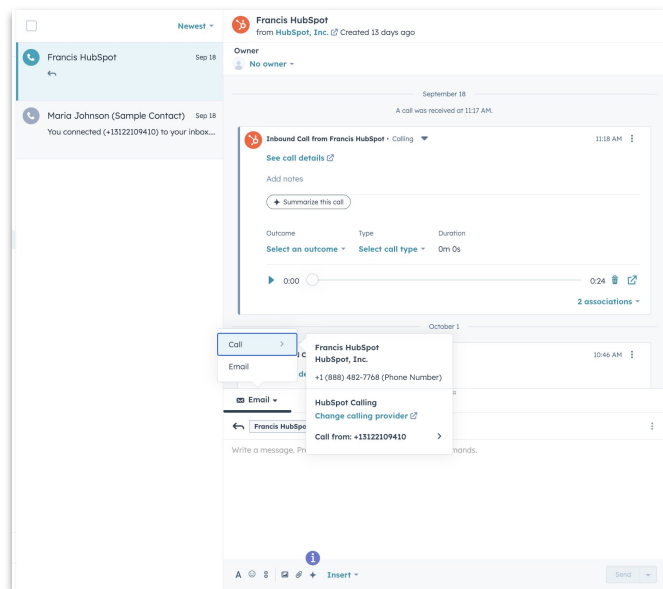 Newest
Francis HubSpot Sep 18
Maria Johnson (Sample Contact) Sep 18
You connected (+13122109410) to your inbox...
Francis HubSpot
from HubSpot, Inc. Created 13 days ago
Owner
No owner
September 18
A call was received at 11:17 AM.
Inbound Call from Francis HubSpot • Calling 11:18 AM
See call details
Add notes
Summarize this call
Outcome Type Duration
Select an outcome Select call type 0m 0s
0:00 0:24
2 associations
October 1
10:46 AM
Call
Email
Francis HubSpot
HubSpot, Inc.
+1 (888) 482-7768 (Phone Number)
HubSpot Calling
Change calling provider
Call from: +13122109410
Email
Francis HubSpo
Write a message. Pre mands.
A Insert Send